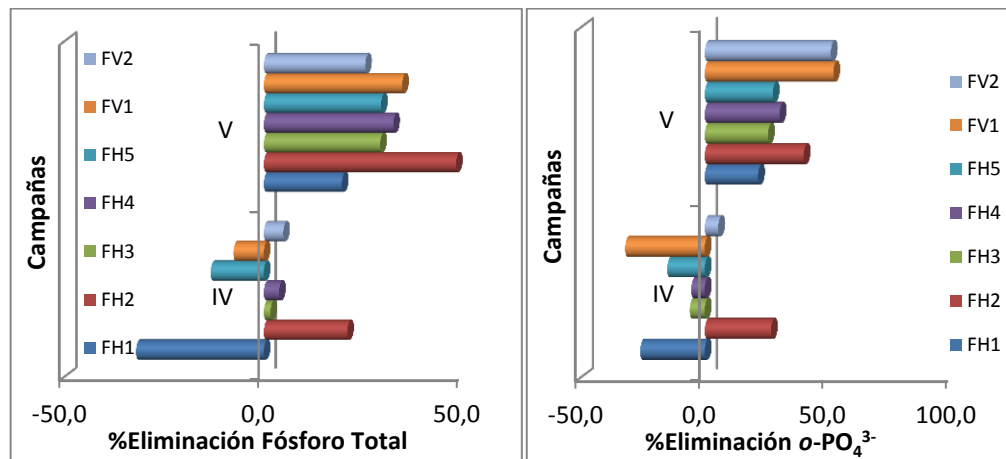 FV2
FV1
FH5
FH4
FH3
FH2
FH1
Campañas
V
IV
-50,0 0,0 50,0
%Eliminación Fósforo Total
Campañas
V
IV
FV2
FV1
FH5
FH4
FH3
FH2
FH1
-50,0 0,0 50,0 100,0
%Eliminación o-PO₄³⁻